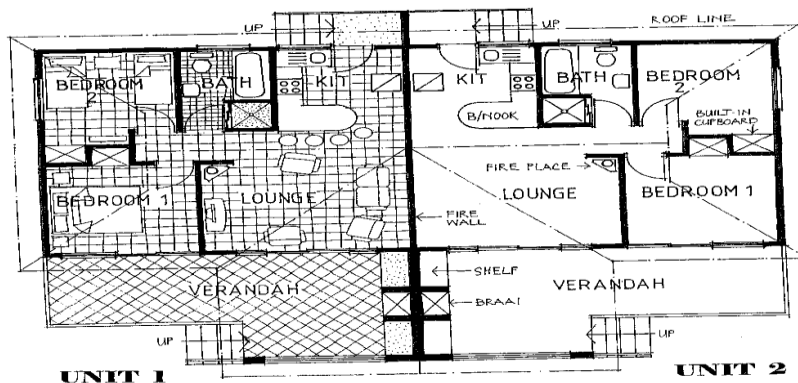 UP
UP
ROOF LINE
BEDROOM
2
BATH
KIT
KIT
BATH
BEDROOM
2
B/NOOK
BUILT-IN
CUPBOARD
FIRE PLACE
BEDROOM 1
LOUNGE
LOUNGE
BEDROOM 1
FIRE
WALL
SHELF
VERANDAH
VERANDAH
BRAAI
UP
UP
UNIT 1
UNIT 2